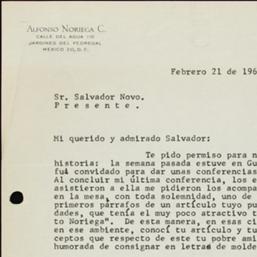 ALFONSO NORIEGA C.
CALLE DEL AGUA 110
JARDINES DEL PEDREGAL
MEXICO 20, D. F.
Febrero 21 de 196
Sr. Salvador Novo.
P r e s e n t e .
Mi querido y admirado Salvador:
Te pido permiso para n
historia: la semana pasada estuve en Gu
fuí convidado para dar unas conferencias
Al concluir mi última conferencia, los e
asistieron a ella me pidieron los acompa
en la mesa, con toda solemnidad, uno de
primeros párrafos de un artículo tuyo pu
dades, que tenía el muy poco atractivo t
to Noriega". De esta manera, en esas ci
en ese ambiente, conocí tu artículo y tu
ceptos que respecto de este tu pobre ami
humorada de consignar en letras de molde